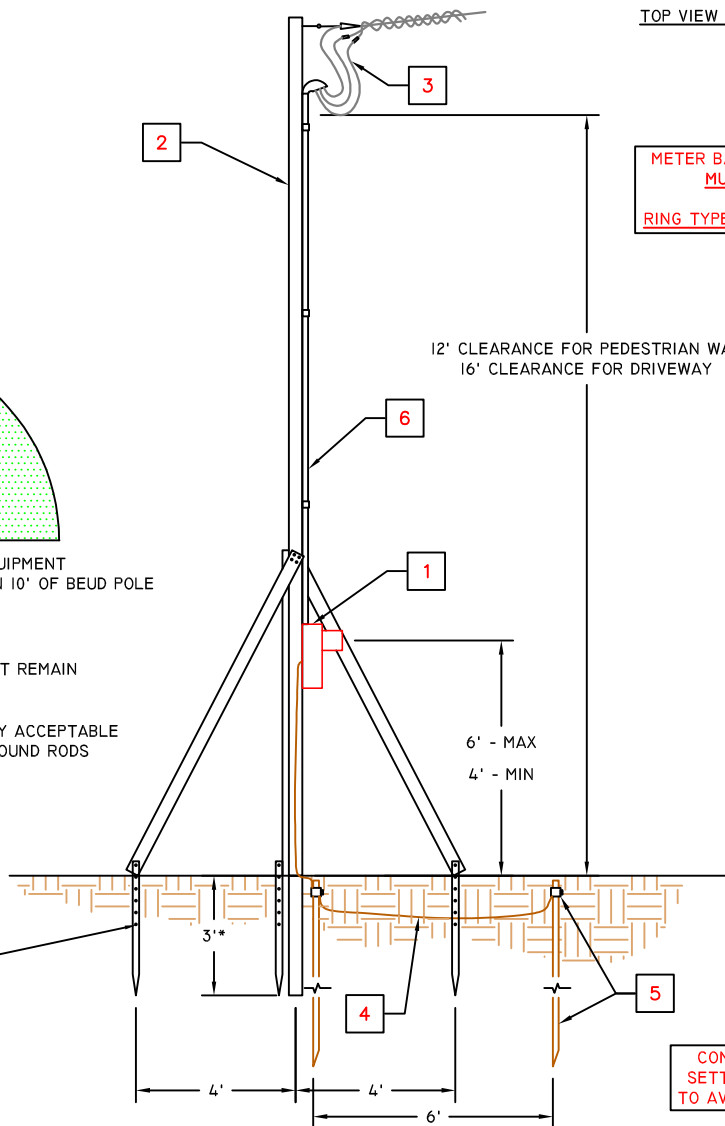 TOP VIEW
3
2
METER
MU
RING TYPE
12' CLEARANCE FOR PEDESTRIAN
16' CLEARANCE FOR DRIVEWAY
6
UIPMENT
N 10' OF BEUD POLE
1
T REMAIN
Y ACCEPTABLE
OUND RODS
6' - MAX
4' - MIN
3'*
5
4
CON
SETT
TO AV
4'
4'
6'